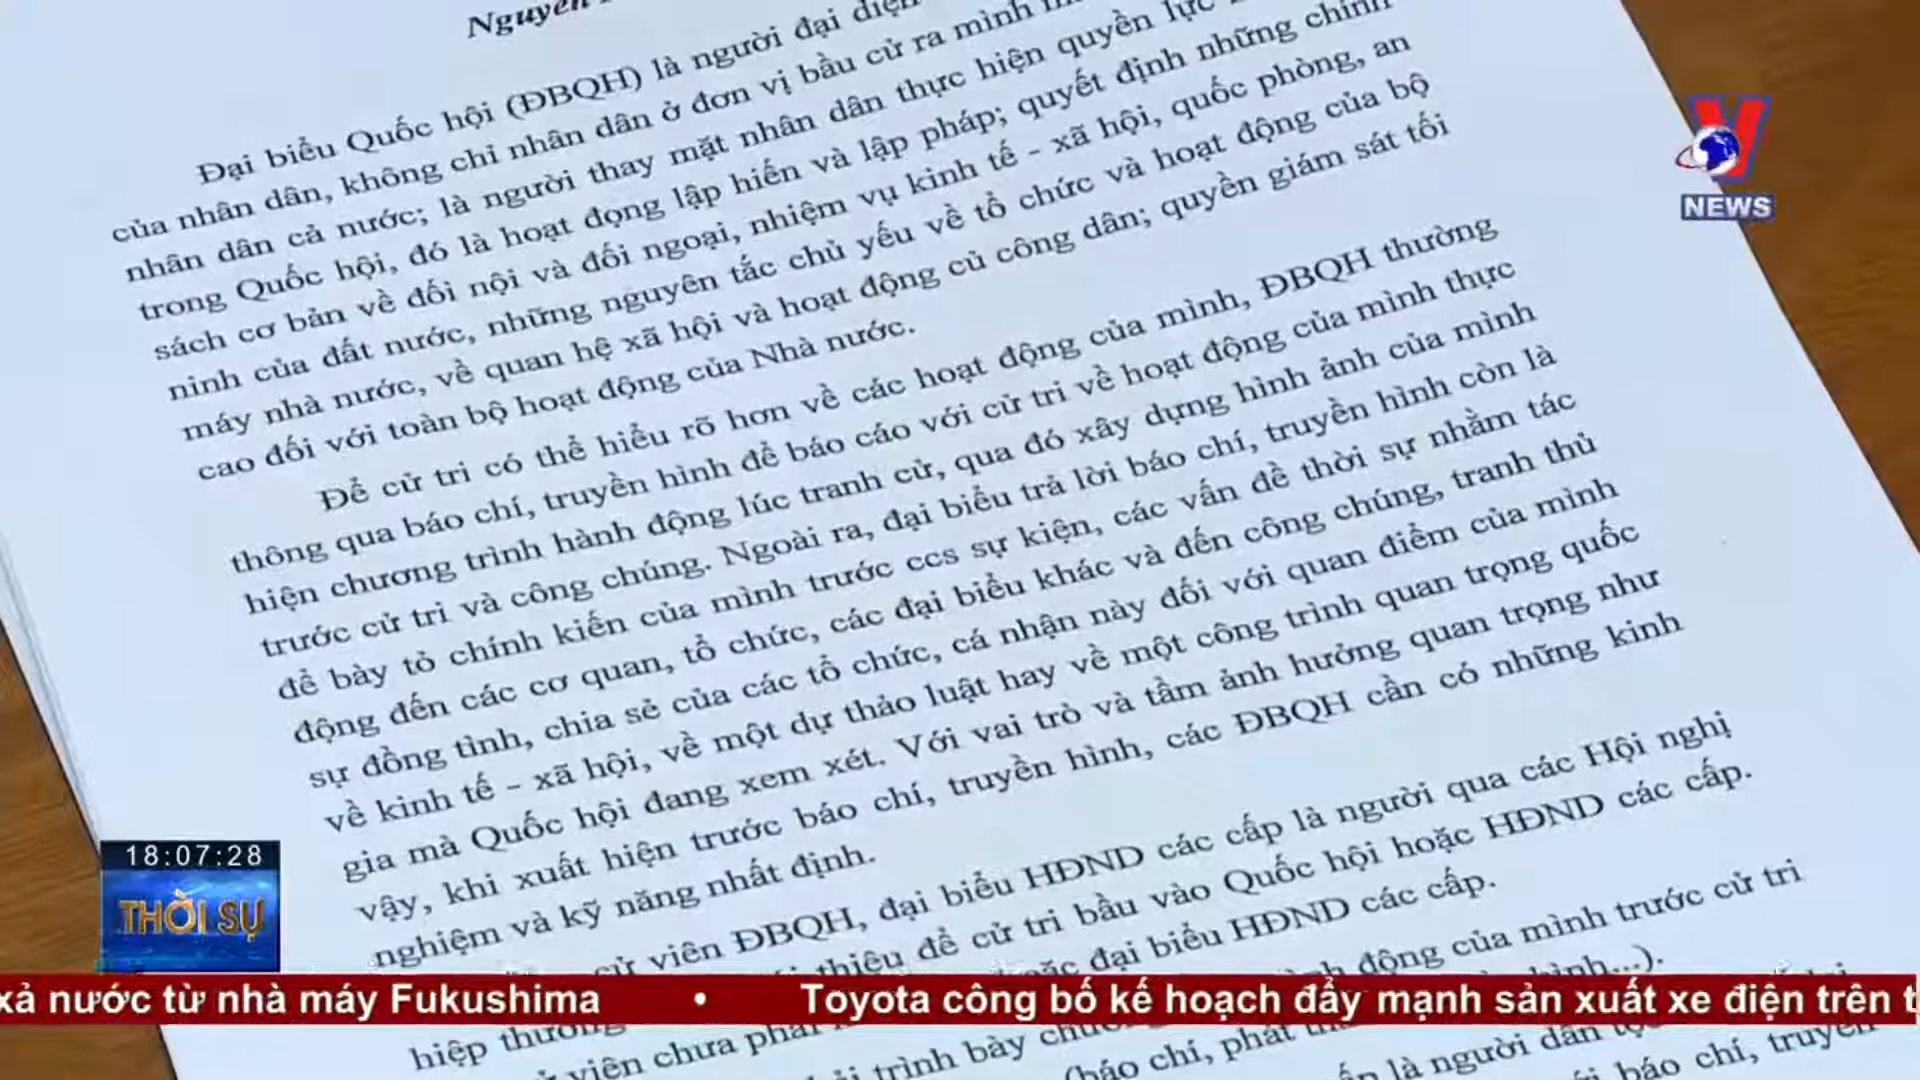 Nguyễn
Đại biểu Quốc hội (ĐBQH) là người đại diện
của nhân dân, không chỉ nhân dân ở đơn vị bầu cử ra mình mà
nhân dân cả nước; là người thay mặt nhân dân thực hiện quyền lực
trong Quốc hội, đó là hoạt đọng lập hiến và lập pháp; quyết định những chính
sách cơ bản về đối nội và đối ngoại, nhiệm vụ kinh tế - xã hội, quốc phòng, an
ninh của đất nước, những nguyên tắc chủ yếu về tổ chức và hoạt động của bộ
máy nhà nước, về quan hệ xã hội và hoạt động củ công dân; quyền giám sát tối
cao đối với toàn bộ hoạt động của Nhà nước.
Để cử tri có thể hiểu rõ hơn về các hoạt động của mình, ĐBQH thường
thông qua báo chí, truyền hình để báo cáo với cử tri về hoạt động của mình thực
hiện chương trình hành động lúc tranh cử, qua đó xây dựng hình ảnh của mình
trước cử tri và công chúng. Ngoài ra, đại biểu trả lời báo chí, truyền hình còn là
để bày tỏ chính kiến của mình trước ccs sự kiện, các vấn đề thời sự nhằm tác
động đến các cơ quan, tổ chức, các đại biểu khác và đến công chúng, tranh thủ
sự đồng tình, chia sẻ của các tổ chức, cá nhận này đối với quan điểm của mình
về kinh tế - xã hội, về một dự thảo luật hay về một công trình quan trọng quốc
gia mà Quốc hội đang xem xét. Với vai trò và tầm ảnh hưởng quan trọng như
vậy, khi xuất hiện trước báo chí, truyền hình, các ĐBQH cần có những kinh
nghiệm và kỹ năng nhất định.
cử viên ĐBQH, đại biểu HĐND các cấp là người qua các Hội nghị
thiệu để cử tri bầu vào Quốc hội hoặc HĐND các cấp.
hoặc đại biểu HĐND các cấp.
động của mình trước cử tri
hình...).
hiệp thương
viên chưa phải
trình bày
(báo chí, phát
là người dân
báo chí, truyền
V
NEWS
18:07:28
THỜI SỰ
xả nước từ nhà máy Fukushima • Toyota công bố kế hoạch đẩy mạnh sản xuất xe điện trên t